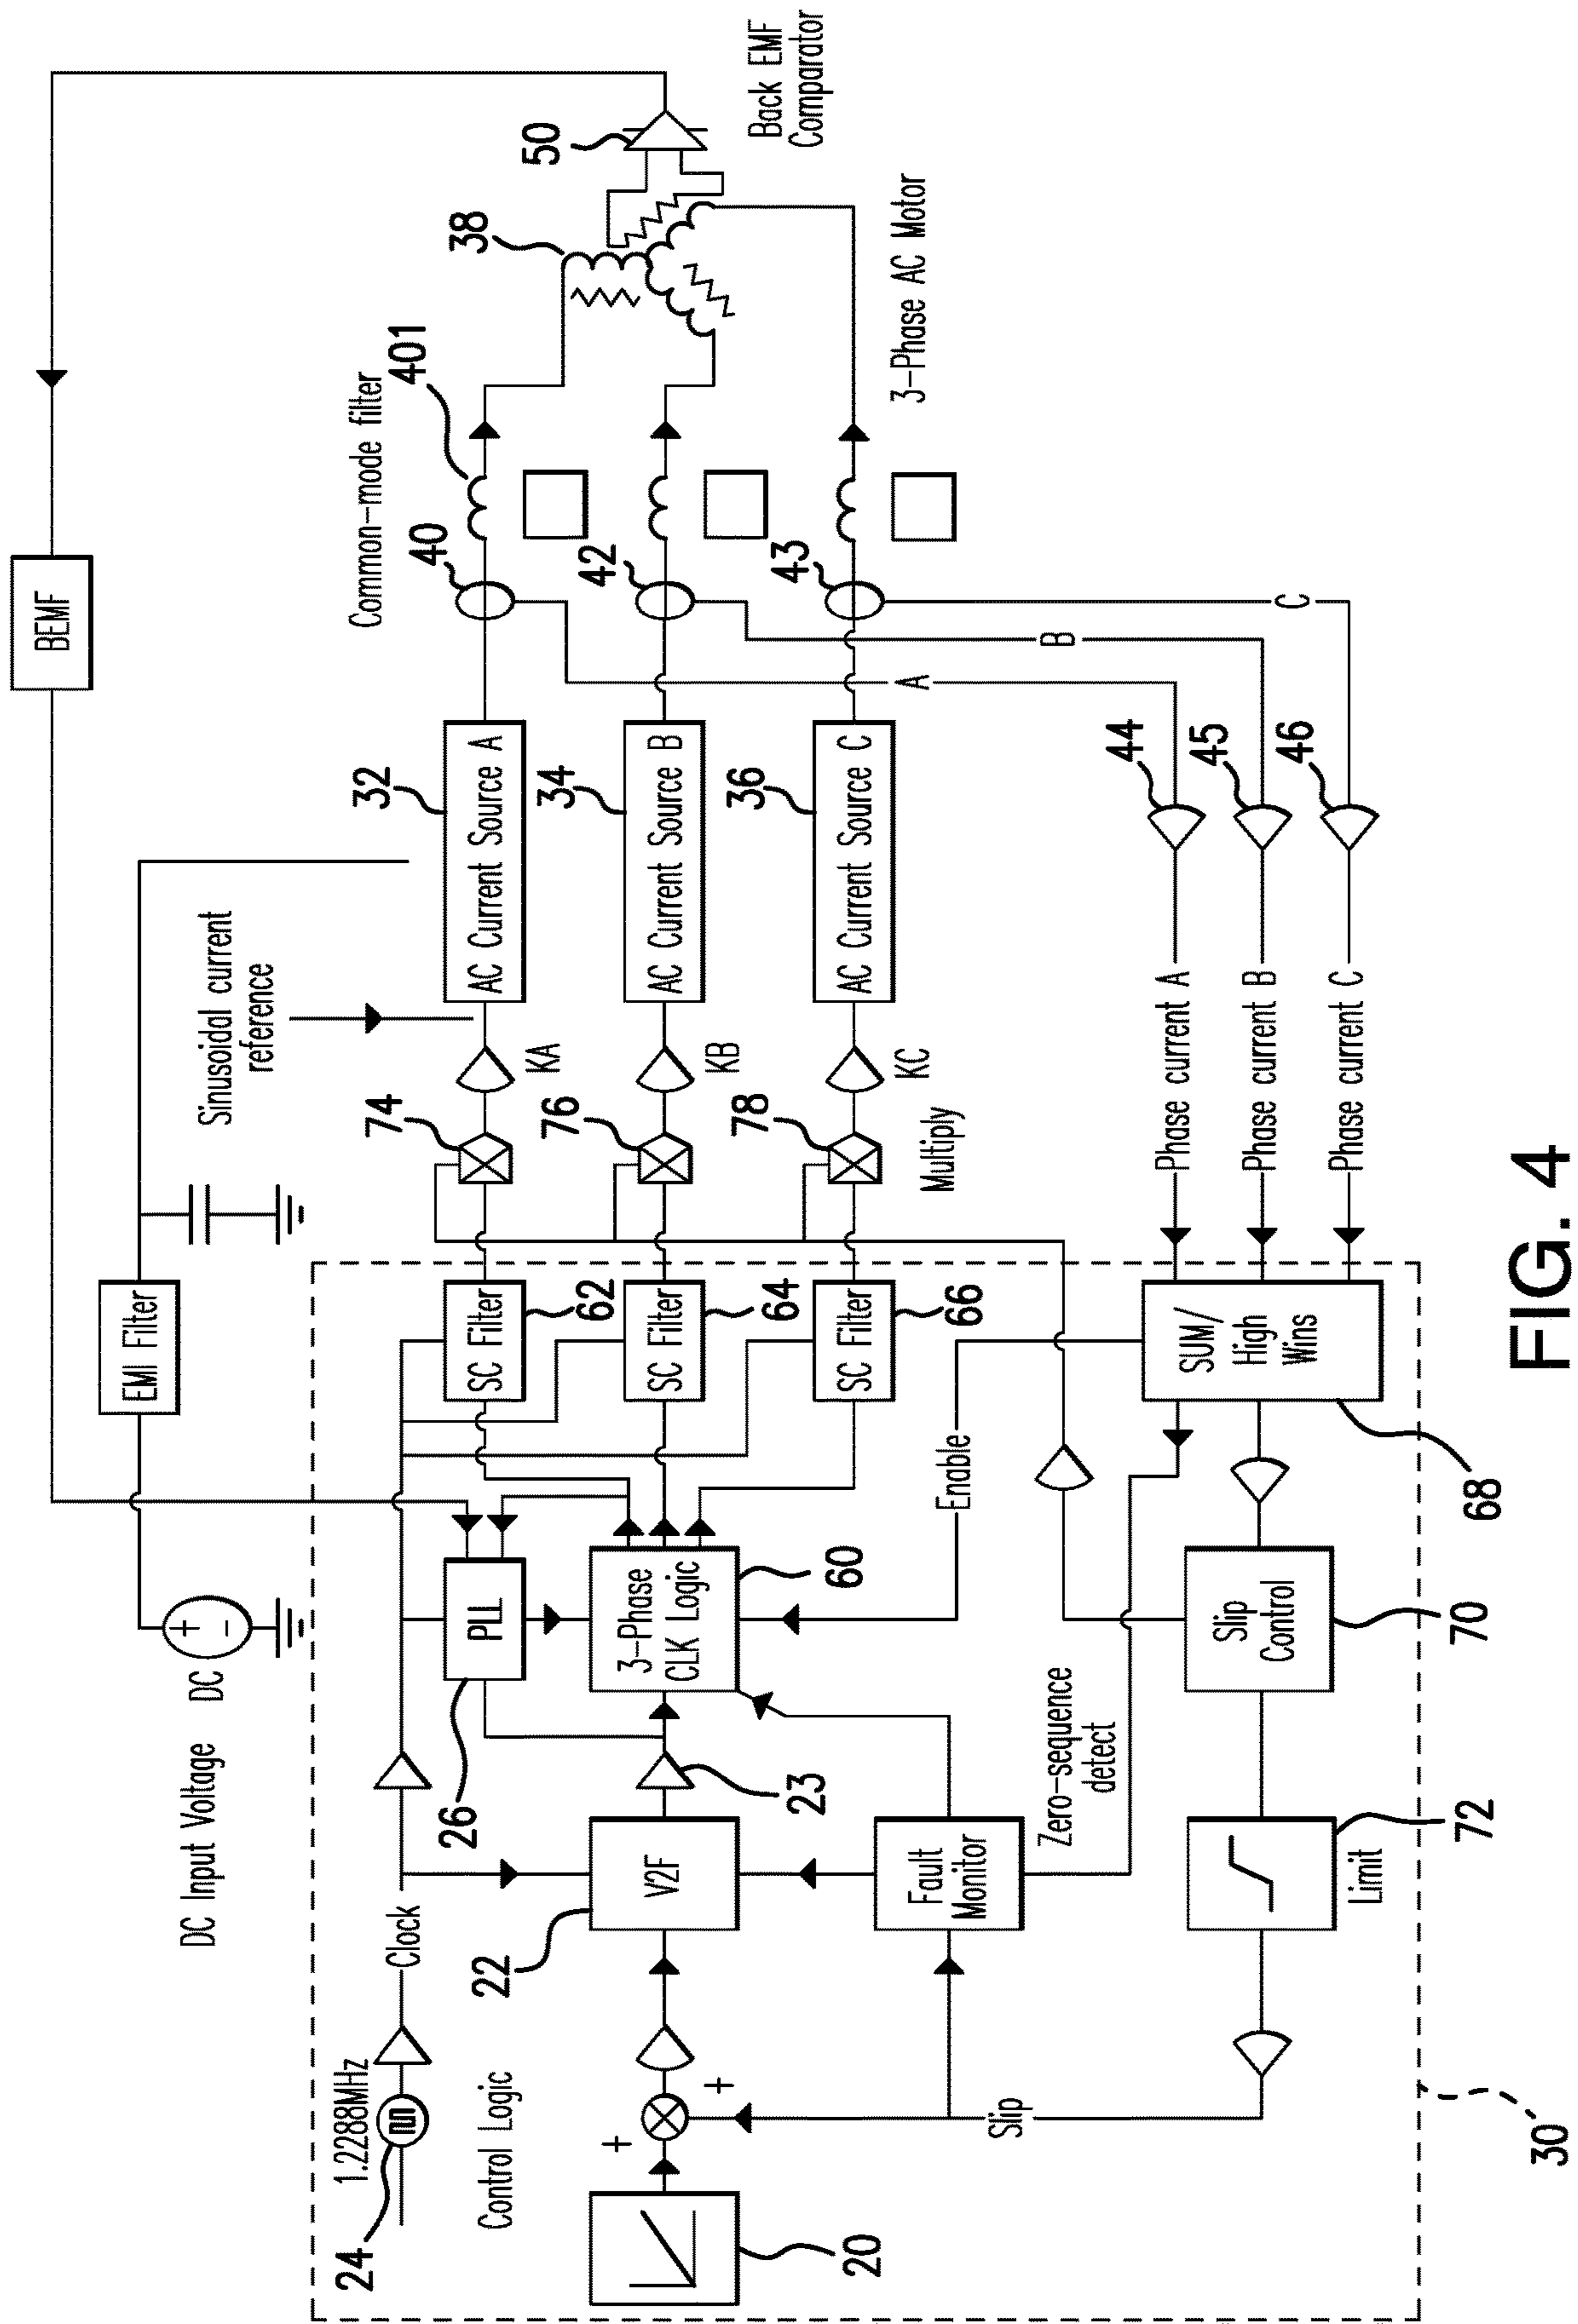 BEMF
EMI Filter
DC Input Voltage
DC
+
-
Sinusoidal current
reference
Common-mode filter
401
38
50
Back EMF
Comparator
3-Phase AC Motor
24
1.2288MHz
Clock
Control Logic
26
PLL
SC Filter
62
74
KA
32
AC Current Source A
40
22
V2F
23
3-Phase
CLK Logic
60
SC Filter
64
76
KB
34
AC Current Source B
42
SC Filter
66
78
KC
Multiply
36
AC Current Source C
43
20
+
+
Slip
Fault
Monitor
Zero-sequence
detect
Enable
A
B
C
44
45
46
Phase current A
Phase current B
Phase current C
SUM/
High
Wins
68
Slip
Control
70
Limit
72
30
FIG. 4